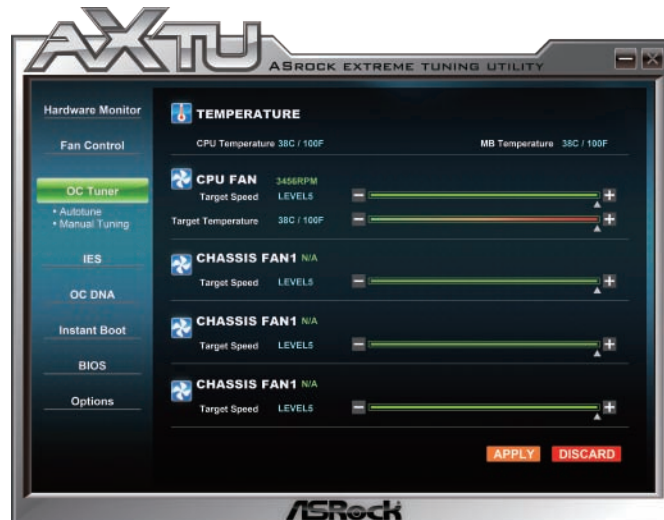 AXTU
ASROCK EXTREME TUNING UTILITY
Hardware Monitor
Fan Control
OC Tuner
• Autotune
• Manual Tuning
IES
OC DNA
Instant Boot
BIOS
Options
TEMPERATURE
CPU Temperature 38C / 100F
MB Temperature 38C / 100F
CPU FAN 3456RPM
Target Speed LEVEL5
Target Temperature 38C / 100F
CHASSIS FAN1 N/A
Target Speed LEVEL5
CHASSIS FAN1 N/A
Target Speed LEVEL5
CHASSIS FAN1 N/A
Target Speed LEVEL5
APPLY DISCARD
ASRock